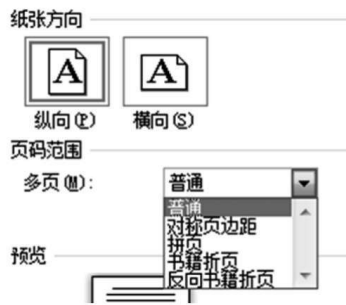 纸张方向
A
A
纵向(P)
横向(S)
页码范围
多页(M):
普通
普通
对称页边距
拼页
书籍折页
反向书籍折页
预览